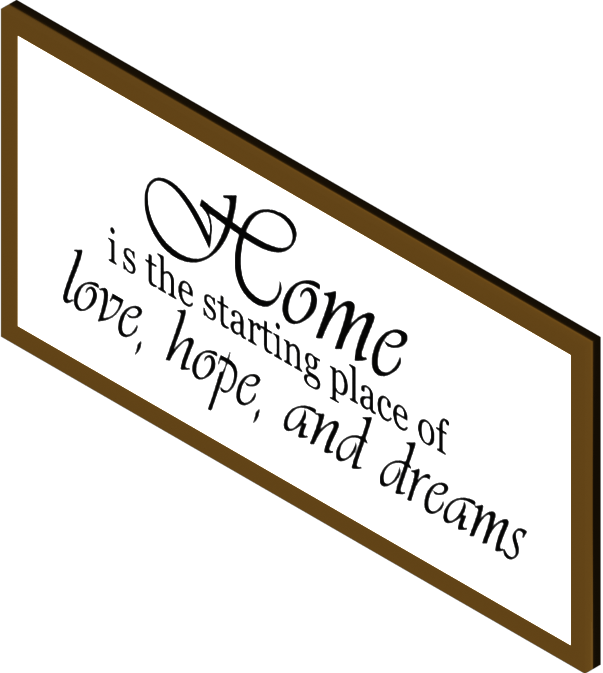 Home
is the starting place of
love, hope, and dreams